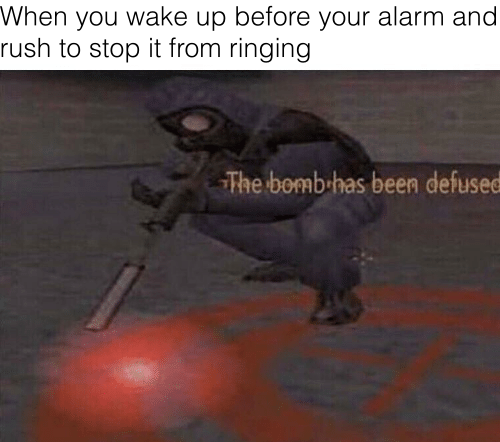 When you wake up before your alarm and
rush to stop it from ringing
The bomb has been defused